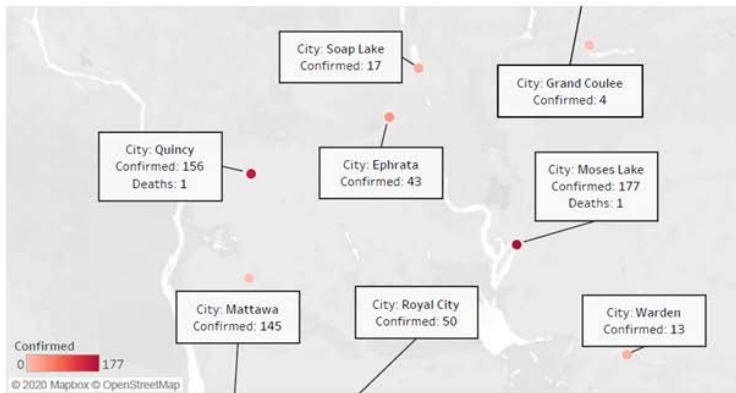 City: Soap Lake
Confirmed: 17
City: Grand Coulee
Confirmed: 4
City: Quincy
Confirmed: 156
Deaths: 1
City: Ephrata
Confirmed: 43
City: Moses Lake
Confirmed: 177
Deaths: 1
City: Mattawa
Confirmed: 145
City: Royal City
Confirmed: 50
City: Warden
Confirmed: 13
Confirmed
0 177
© 2020 Mapbox © OpenStreetMap